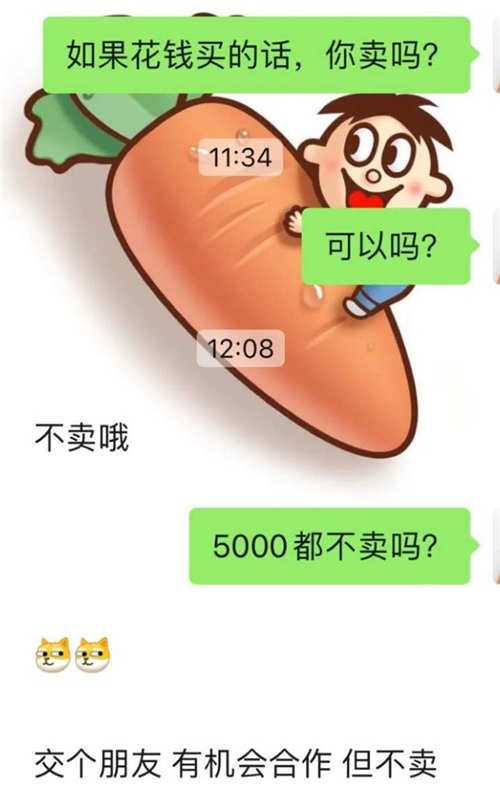 如果花钱买的话，你卖吗？
11:34
可以吗？
12:08
不卖哦
5000都不卖吗？
交个朋友 有机会合作 但不卖